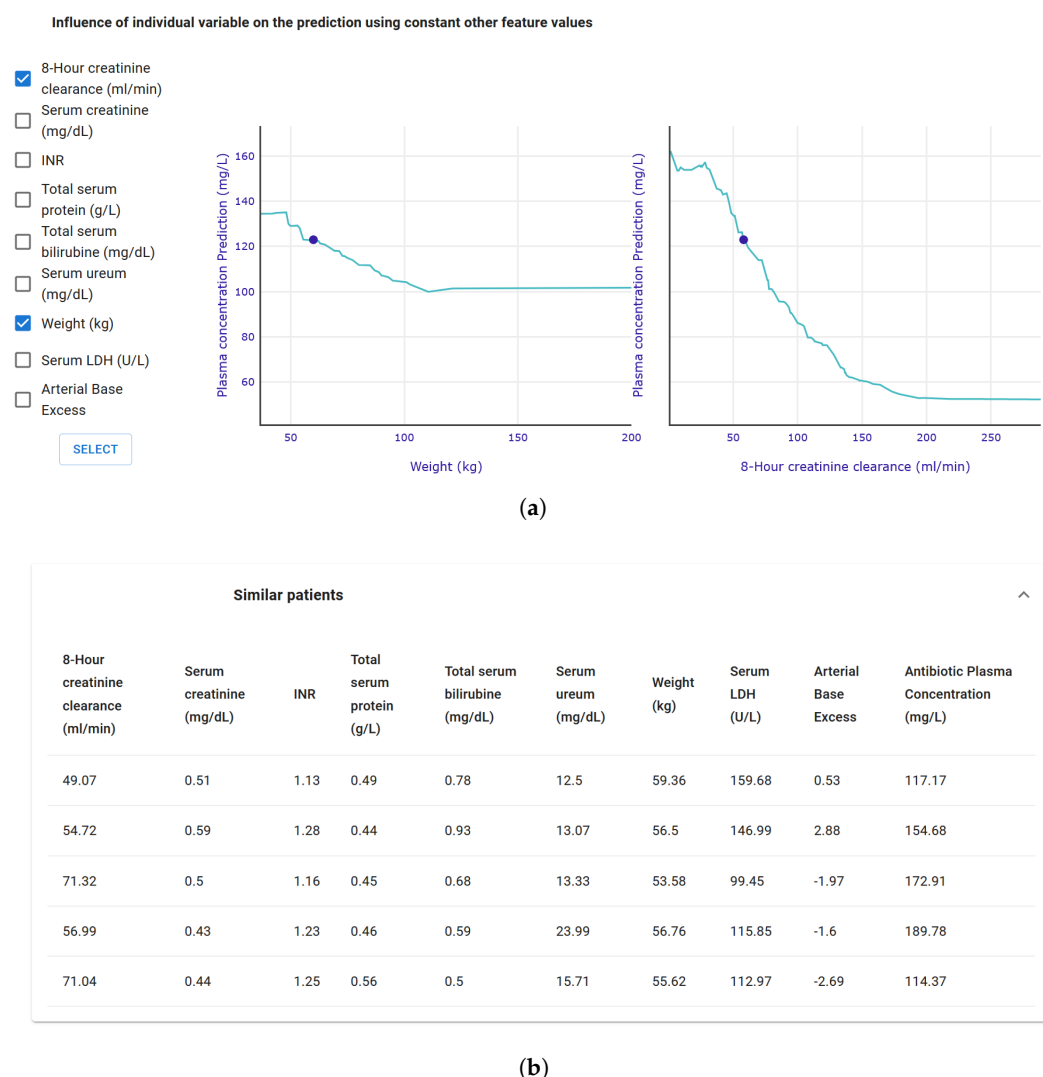 Influence of individual variable on the prediction using constant other feature values
8-Hour creatinine
clearance (ml/min)
Serum creatinine
(mg/dL)
INR
Total serum
protein (g/L)
Total serum
bilirubine (mg/dL)
Serum ureum
(mg/dL)
Weight (kg)
Serum LDH (U/L)
Arterial Base
Excess
SELECT
Plasma concentration Prediction (mg/L)
160
140
120
100
80
60
50
100
150
200
Weight (kg)
Plasma concentration Prediction (mg/L)
50
100
150
200
250
8-Hour creatinine clearance (ml/min)
(a)
Similar patients
8-Hour
creatinine
clearance
(ml/min)
Serum
creatinine
(mg/dL)
INR
Total
serum
protein
(g/L)
Total serum
bilirubine
(mg/dL)
Serum
ureum
(mg/dL)
Weight
(kg)
Serum
LDH
(U/L)
Arterial
Base
Excess
Antibiotic Plasma
Concentration
(mg/L)
49.07 0.51 1.13 0.49 0.78 12.5 59.36 159.68 0.53 117.17
54.72 0.59 1.28 0.44 0.93 13.07 56.5 146.99 2.88 154.68
71.32 0.5 1.16 0.45 0.68 13.33 53.58 99.45 -1.97 172.91
56.99 0.43 1.23 0.46 0.59 23.99 56.76 115.85 -1.6 189.78
71.04 0.44 1.25 0.56 0.5 15.71 55.62 112.97 -2.69 114.37
(b)